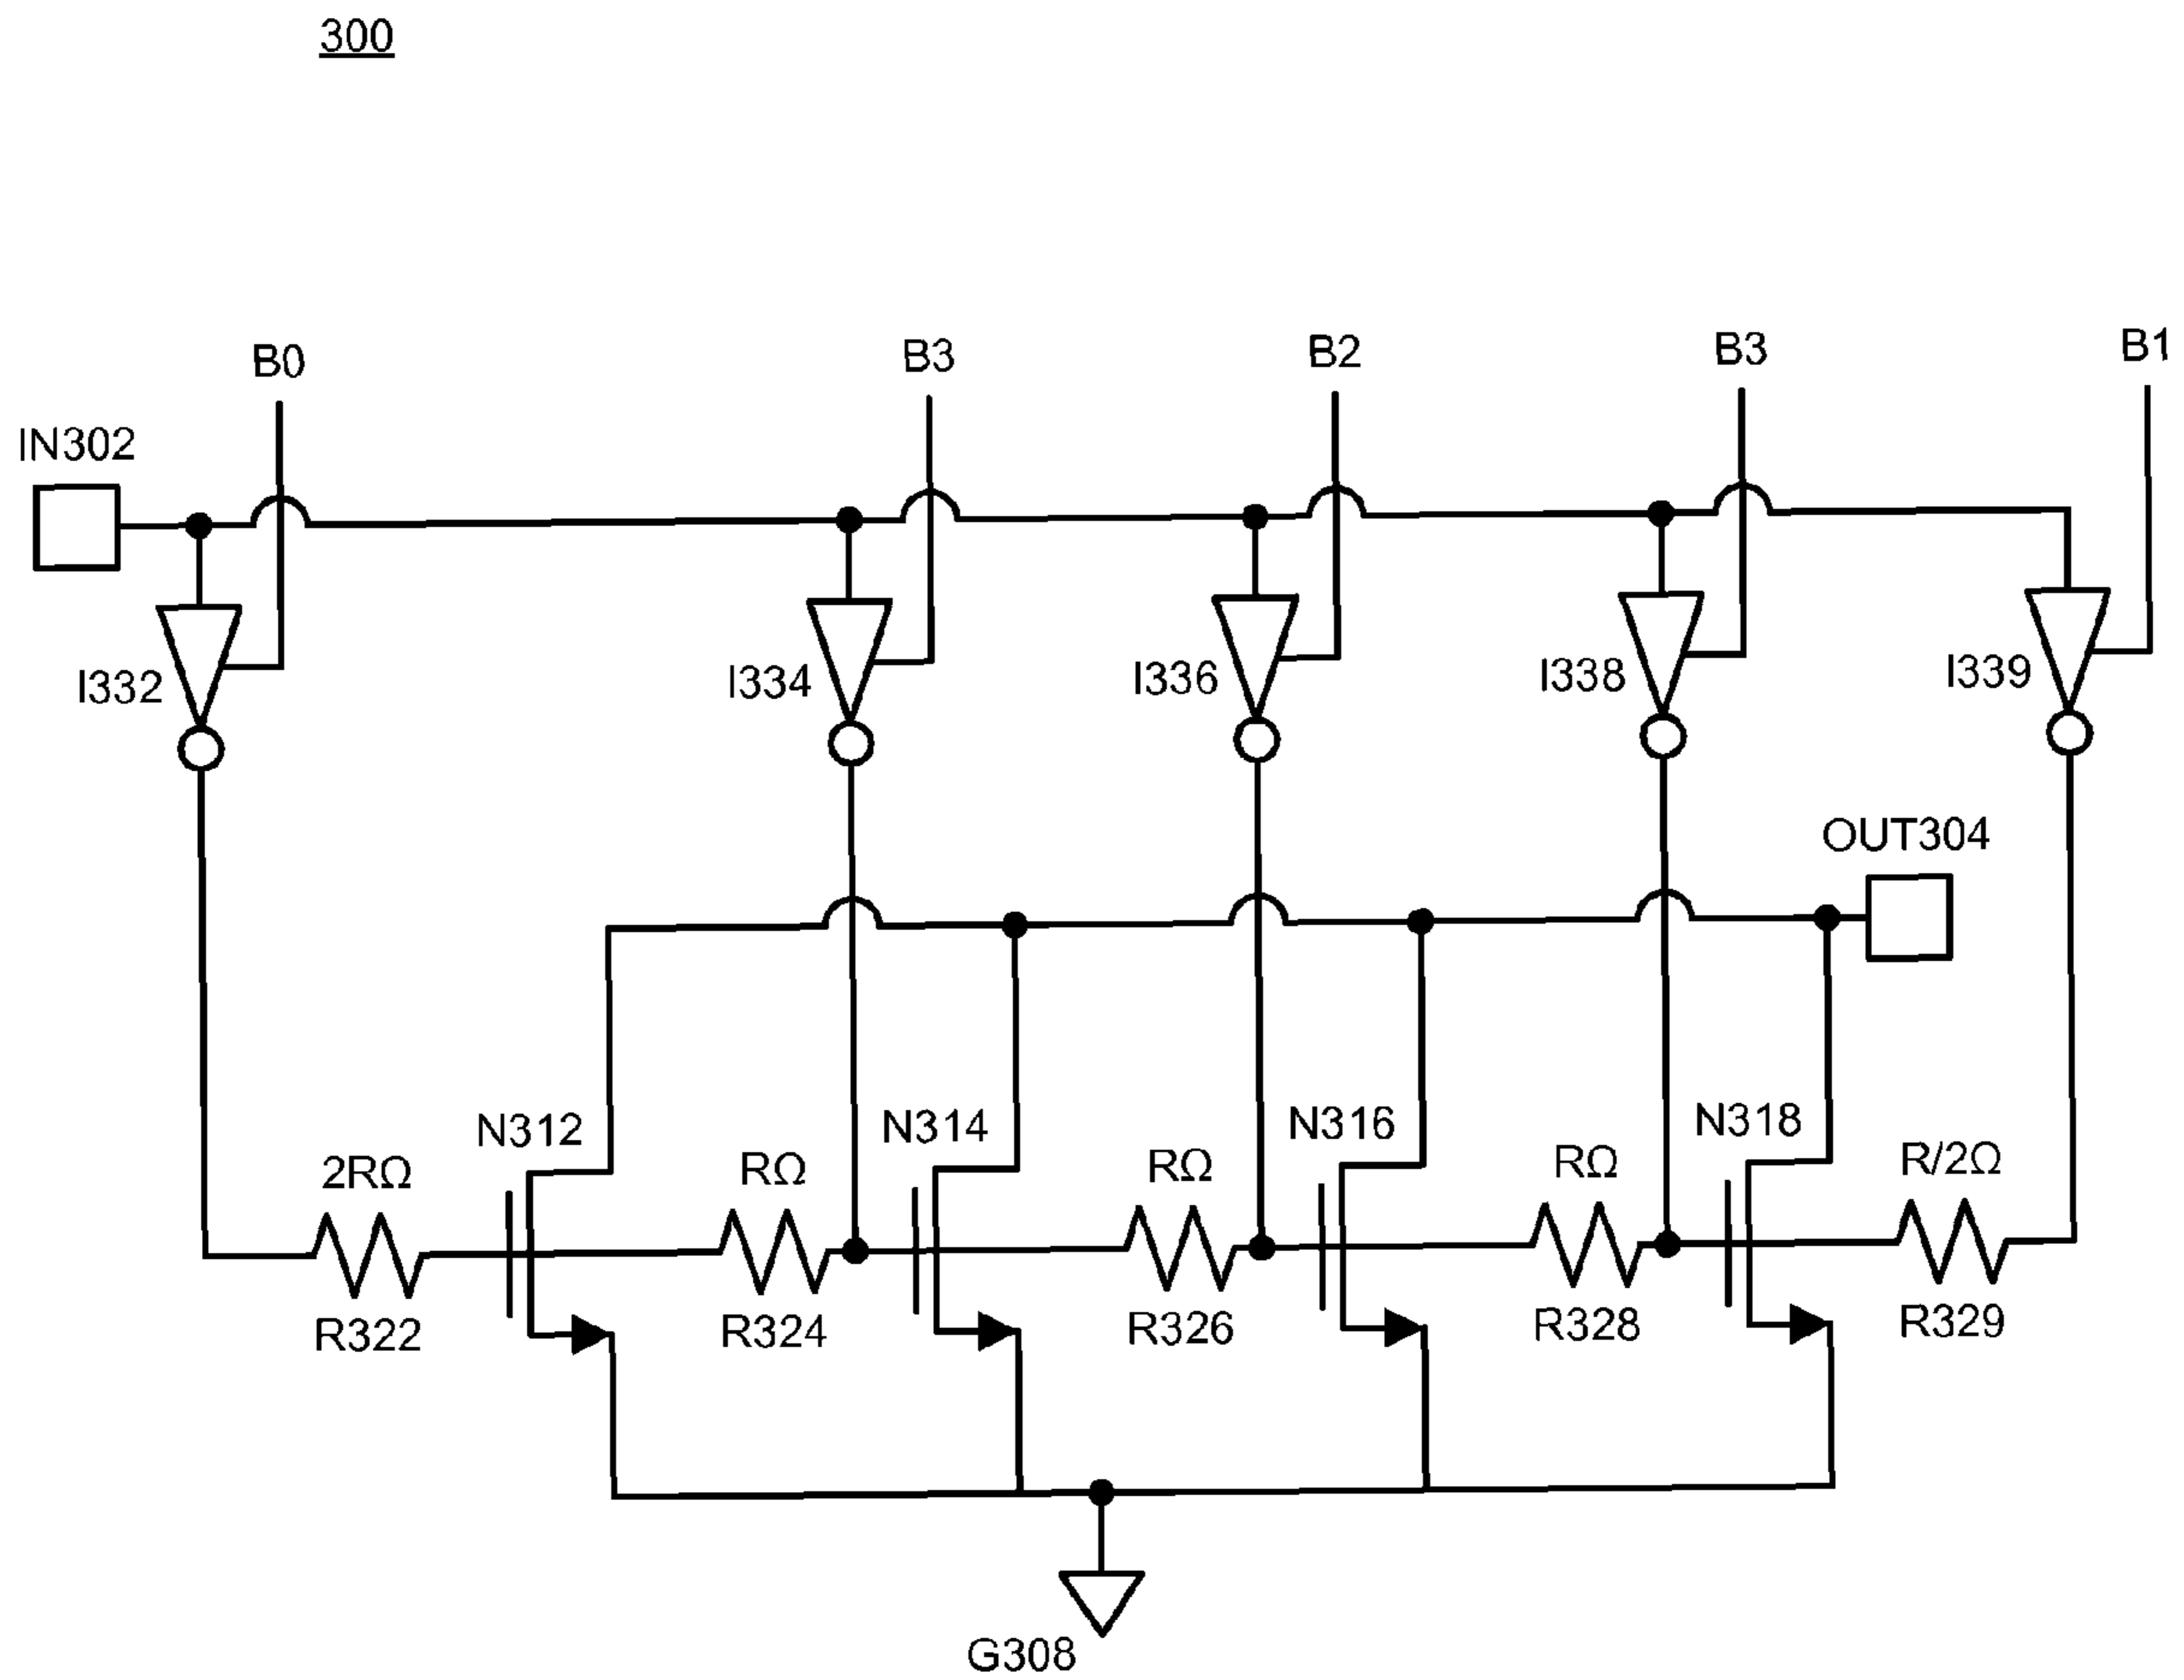 300
B0
B3
B2
B3
B1
IN302
I332
I334
I336
I338
I339
OUT304
N312
N314
N316
N318
2RΩ
RΩ
RΩ
RΩ
R/2Ω
R322
R324
R326
R328
R329
G308